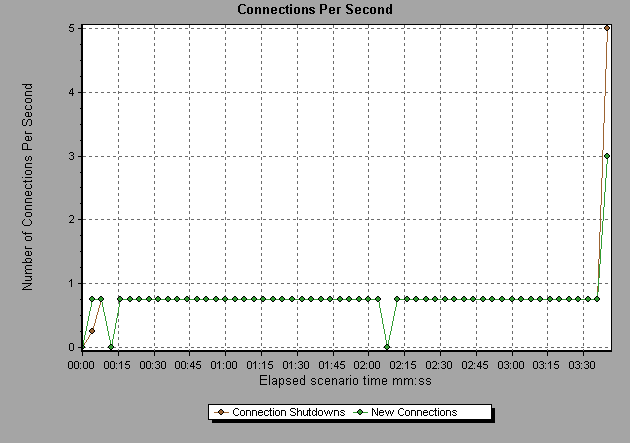 Connections Per Second
5
4
3
2
1
0
Number of Connections Per Second
00:00 00:15 00:30 00:45 01:00 01:15 01:30 01:45 02:00 02:15 02:30 02:45 03:00 03:15 03:30
Elapsed scenario time mm:ss
Connection Shutdowns New Connections